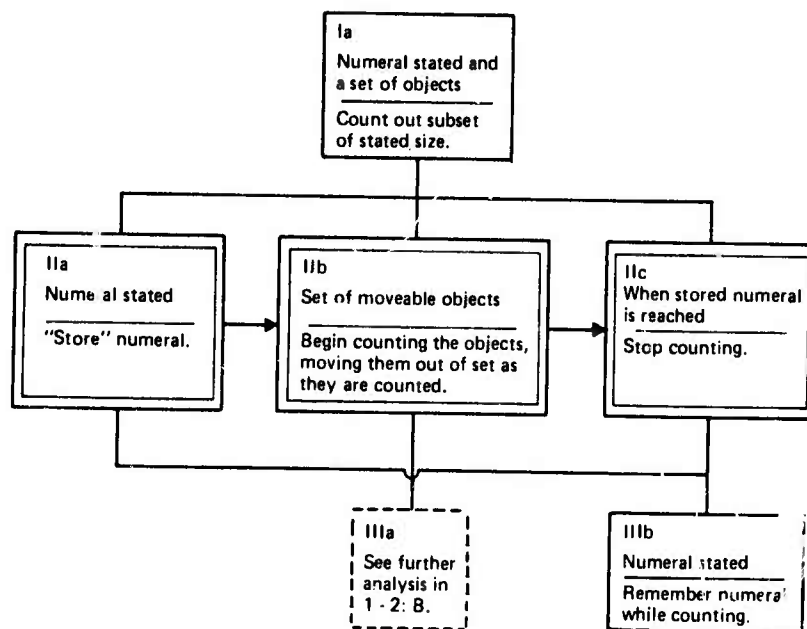 Ia
Numeral stated and
a set of objects
Count out subset
of stated size.
IIa
Nume al stated
"Store" numeral.
IIb
Set of moveable objects
Begin counting the objects,
moving them out of set as
they are counted.
IIc
When stored numeral
is reached
Stop counting.
IIIa
See further
analysis in
1 - 2: B.
IIIb
Numeral stated
Remember numeral
while counting.